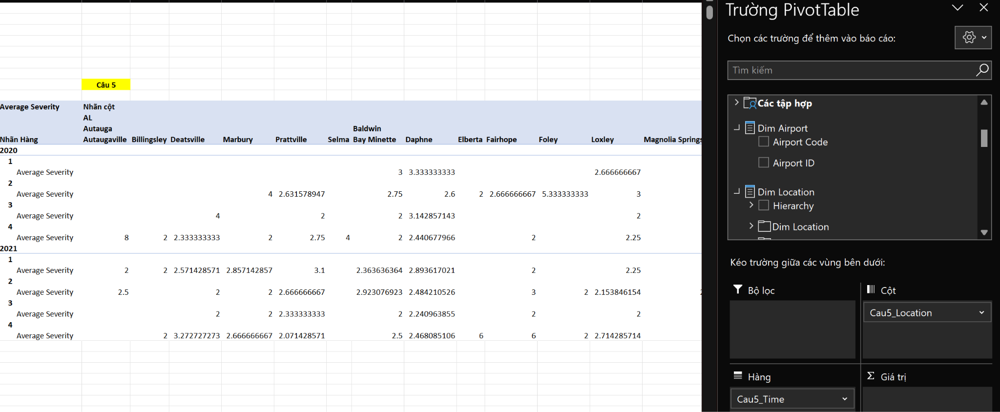 Câu 5
Average Severity Nhãn cột
AL
Autauga Baldwin
Nhãn Hàng Autaugaville Billingsley Deatsville Marbury Prattville Selma Bay Minette Daphne Elberta Fairhope Foley Loxley Magnolia Springs
2020
1
Average Severity 3 3.333333333 2.666666667
2
Average Severity 4 2.631578947 2.75 2.6 2 2.666666667 5.333333333 3
3
Average Severity 4 2 2 3.142857143 2
4
Average Severity 8 2 2.333333333 2 2.75 4 2 2.440677966 2 2.25
2021
1
Average Severity 2 2 2.571428571 2.857142857 3.1 2.363636364 2.893617021 2 2.25
2
Average Severity 2.5 2 2 2.666666667 2.923076923 2.484210526 3 2 2.153846154
3
Average Severity 2 2 2.333333333 2 2.240963855 2 2
4
Average Severity 2 3.272727273 2.666666667 2.071428571 2.5 2.468085106 6 6 2 2.714285714
Trường PivotTable
Chọn các trường để thêm vào báo cáo:
Tìm kiếm
Các tập hợp
Dim Airport
Airport Code
Airport ID
Dim Location
Hierarchy
Dim Location
Kéo trường giữa các vùng bên dưới:
Bộ lọc
Cột
Cau5_Location
Hàng
Σ Giá trị
Cau5_Time